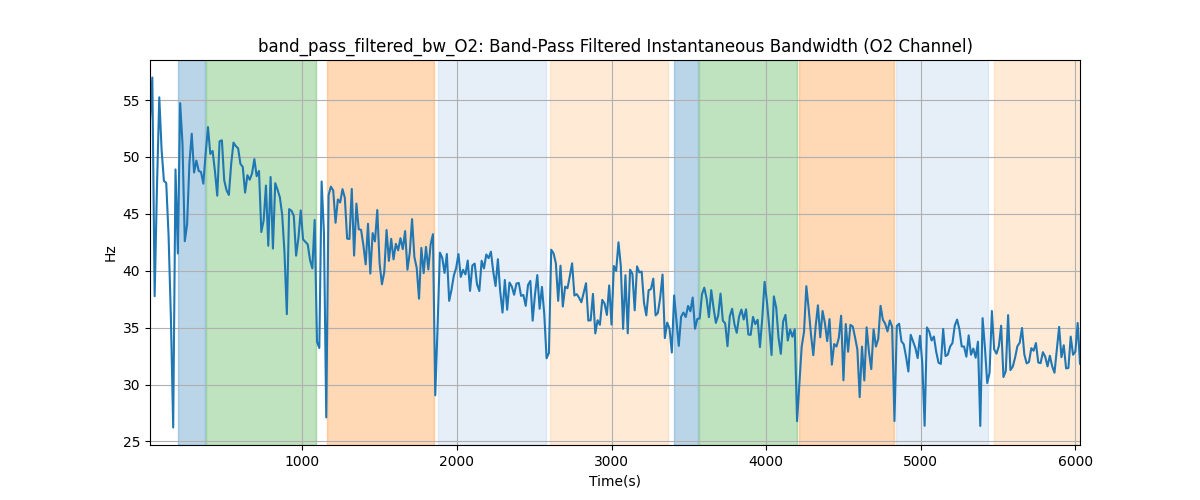 band_pass_filtered_bw_O2: Band-Pass Filtered Instantaneous Bandwidth (O2 Channel)
55
50
45
40
35
30
25
Hz
1000 2000 3000 4000 5000 6000
Time(s)